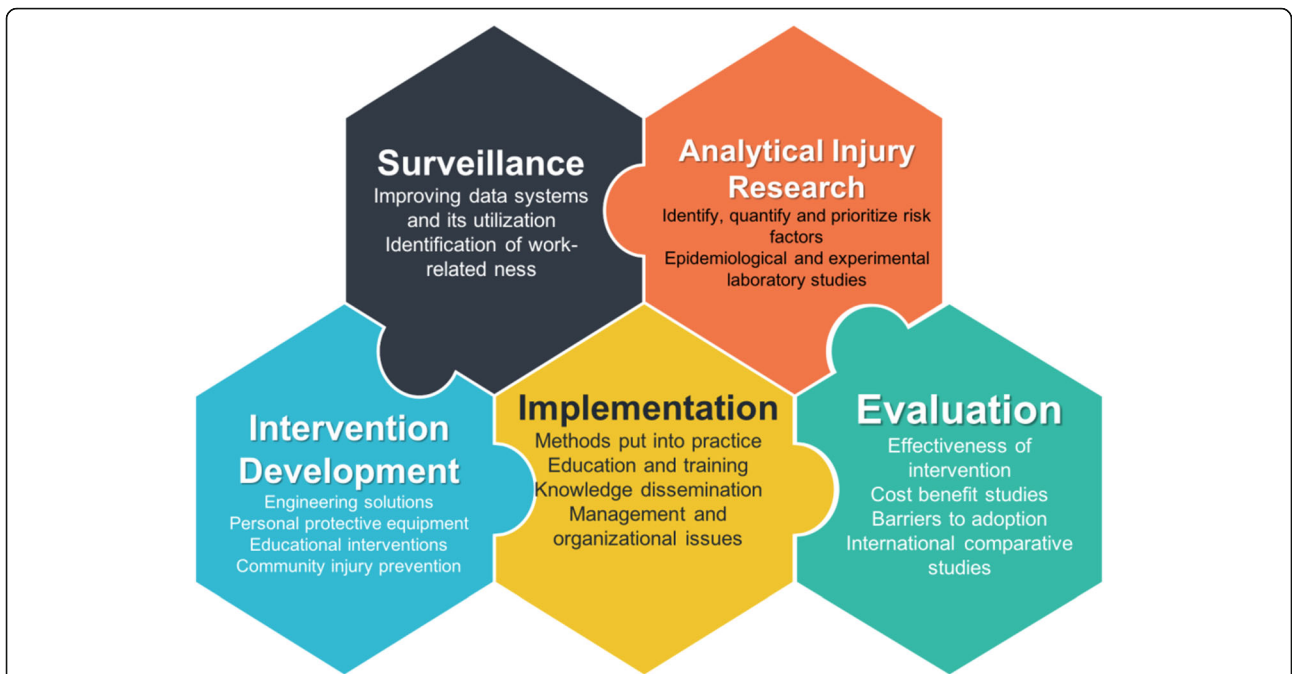 Surveillance
Improving data systems
and its utilization
Identification of work-
related ness
Analytical Injury
Research
Identify, quantify and prioritize risk
factors
Epidemiological and experimental
laboratory studies
Intervention
Development
Engineering solutions
Personal protective equipment
Educational interventions
Community injury prevention
Implementation
Methods put into practice
Education and training
Knowledge dissemination
Management and
organizational issues
Evaluation
Effectiveness of
intervention
Cost benefit studies
Barriers to adoption
International comparative
studies